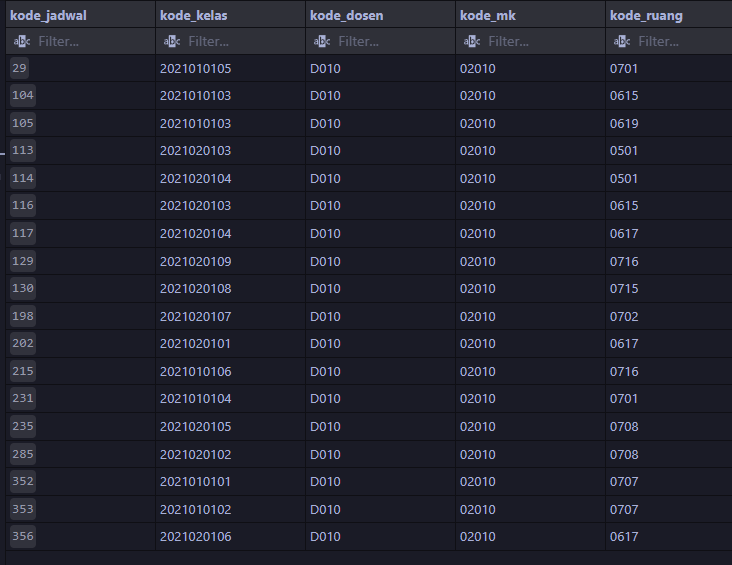 kode_jadwal kode_kelas kode_dosen kode_mk kode_ruang
abc Filter... abc Filter... abc Filter... abc Filter... abc Filter...
29 2021010105 D010 02010 0701
104 2021010103 D010 02010 0615
105 2021010103 D010 02010 0619
113 2021020103 D010 02010 0501
114 2021020104 D010 02010 0501
116 2021020103 D010 02010 0615
117 2021020104 D010 02010 0617
129 2021020109 D010 02010 0716
130 2021020108 D010 02010 0715
198 2021020107 D010 02010 0702
202 2021020101 D010 02010 0617
215 2021010106 D010 02010 0716
231 2021010104 D010 02010 0701
235 2021020105 D010 02010 0708
285 2021020102 D010 02010 0708
352 2021010101 D010 02010 0707
353 2021010102 D010 02010 0707
356 2021020106 D010 02010 0617